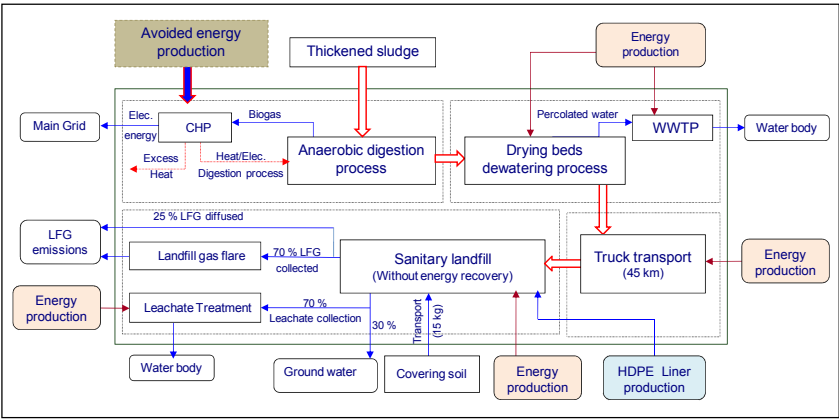 Avoided energy
production
Thickened sludge
Energy
production
Main Grid
Elec.
energy
CHP
Biogas
Excess
Heat
Heat/Elec.
Digestion process
Anaerobic digestion
process
Drying beds
dewatering process
Percolated water
WWTP
Water body
25 % LFG diffused
LFG
emissions
Landfill gas flare
70 % LFG
collected
Sanitary landfill
(Without energy recovery)
Truck transport
(45 km)
Energy
production
Energy
production
Leachate Treatment
70 %
Leachate collection
30 %
Transport
(15 kg)
Water body
Ground water
Covering soil
Energy
production
HDPE Liner
production